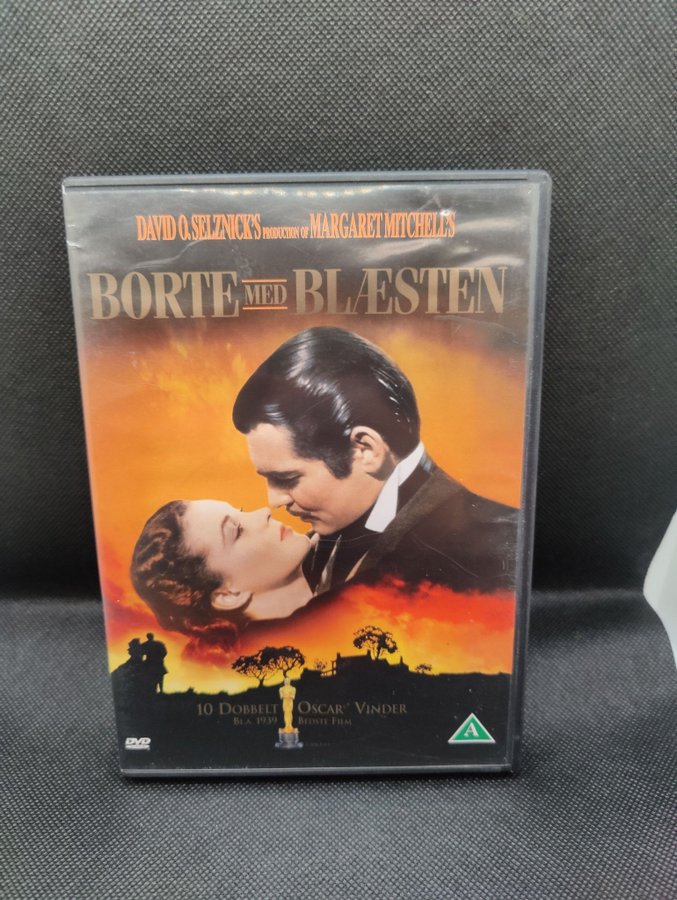 DAVID O. SELZNICK'S PRODUCTION OF MARGARET MITCHELL'S
BORTE MED BLÆSTEN
10 DOBBELT OSCAR® VINDER
BL.A. 1939 BEDSTE FILM
DVD
A